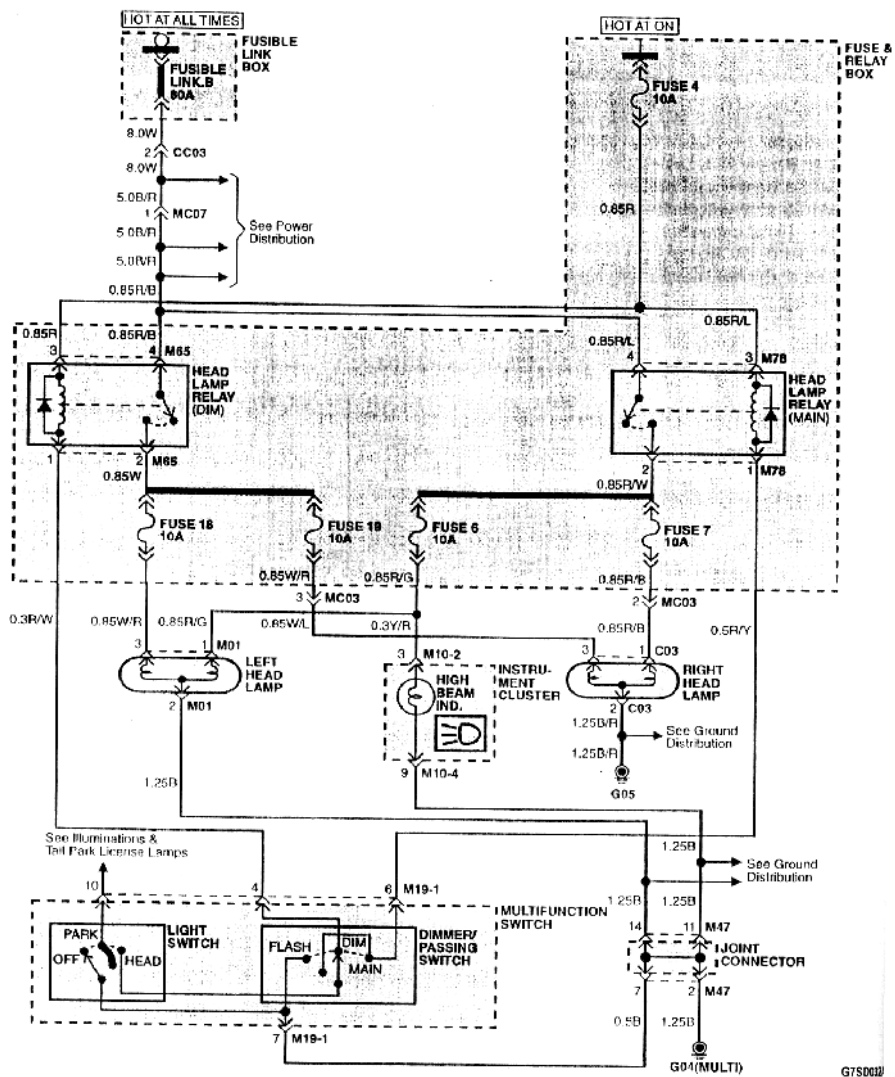 HOT AT ALL TIMES
HOT AT ON
FUSIBLE
LINK
BOX
FUSIBLE
LINK.B
80A
FUSE &
RELAY
BOX
FUSE 4
10A
8.0W
2 CC03
8.0W
5.0B/R
1 MC07
5.0B/R
See Power
Distribution
5.0B/R
0.85R/B
0.85R
0.85R
0.85R/B
0.85R/L
0.85R/L
3
4 M65
4
3 M78
HEAD
LAMP
RELAY
(DIM)
HEAD
LAMP
RELAY
(MAIN)
1
2 M65
2
1 M78
0.85W
0.85R/W
FUSE 18
10A
FUSE 19
10A
FUSE 6
10A
FUSE 7
10A
0.85W/R
0.85R/G
0.85R/B
3 MC03
2 MC03
0.3R/W
0.85W/R
0.85R/G
0.85W/L
0.3Y/R
0.85R/B
0.5R/Y
3
1 M01
3 M10-2
3
1 C03
LEFT
HEAD
LAMP
HIGH
BEAM
IND.
INSTRU-
MENT
CLUSTER
RIGHT
HEAD
LAMP
2 M01
2 C03
1.25B/R
See Ground
Distribution
1.25B/R
G05
9 M10-4
1.25B
See Illuminations &
Tail Park License Lamps
1.25B
See Ground
Distribution
10
4
6 M19-1
1.25B
1.25B
MULTIFUNCTION
SWITCH
LIGHT
SWITCH
PARK
OFF
HEAD
FLASH
DIM
MAIN
DIMMER/
PASSING
SWITCH
14
11 M47
JOINT
CONNECTOR
7
2 M47
7 M19-1
0.5B
1.25B
G04(MULTI)